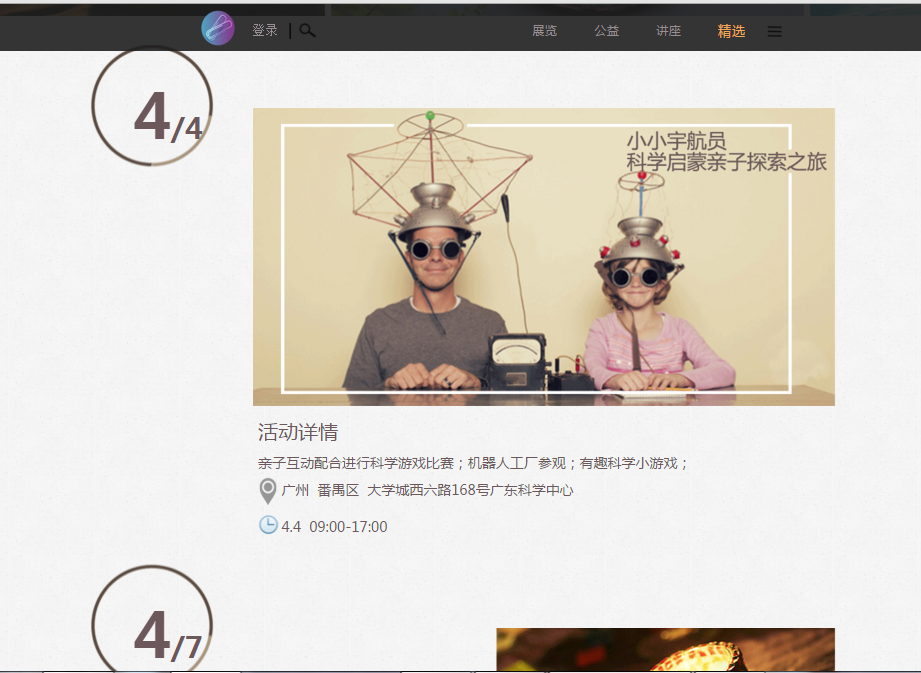 登录 | 展览 公益 讲座 精选
4/4
小小宇航员
科学启蒙亲子探索之旅
活动详情
亲子互动配合进行科学游戏比赛；机器人工厂参观；有趣科学小游戏；
广州 番禺区 大学城西六路168号广东科学中心
4.4 09:00-17:00
4/7